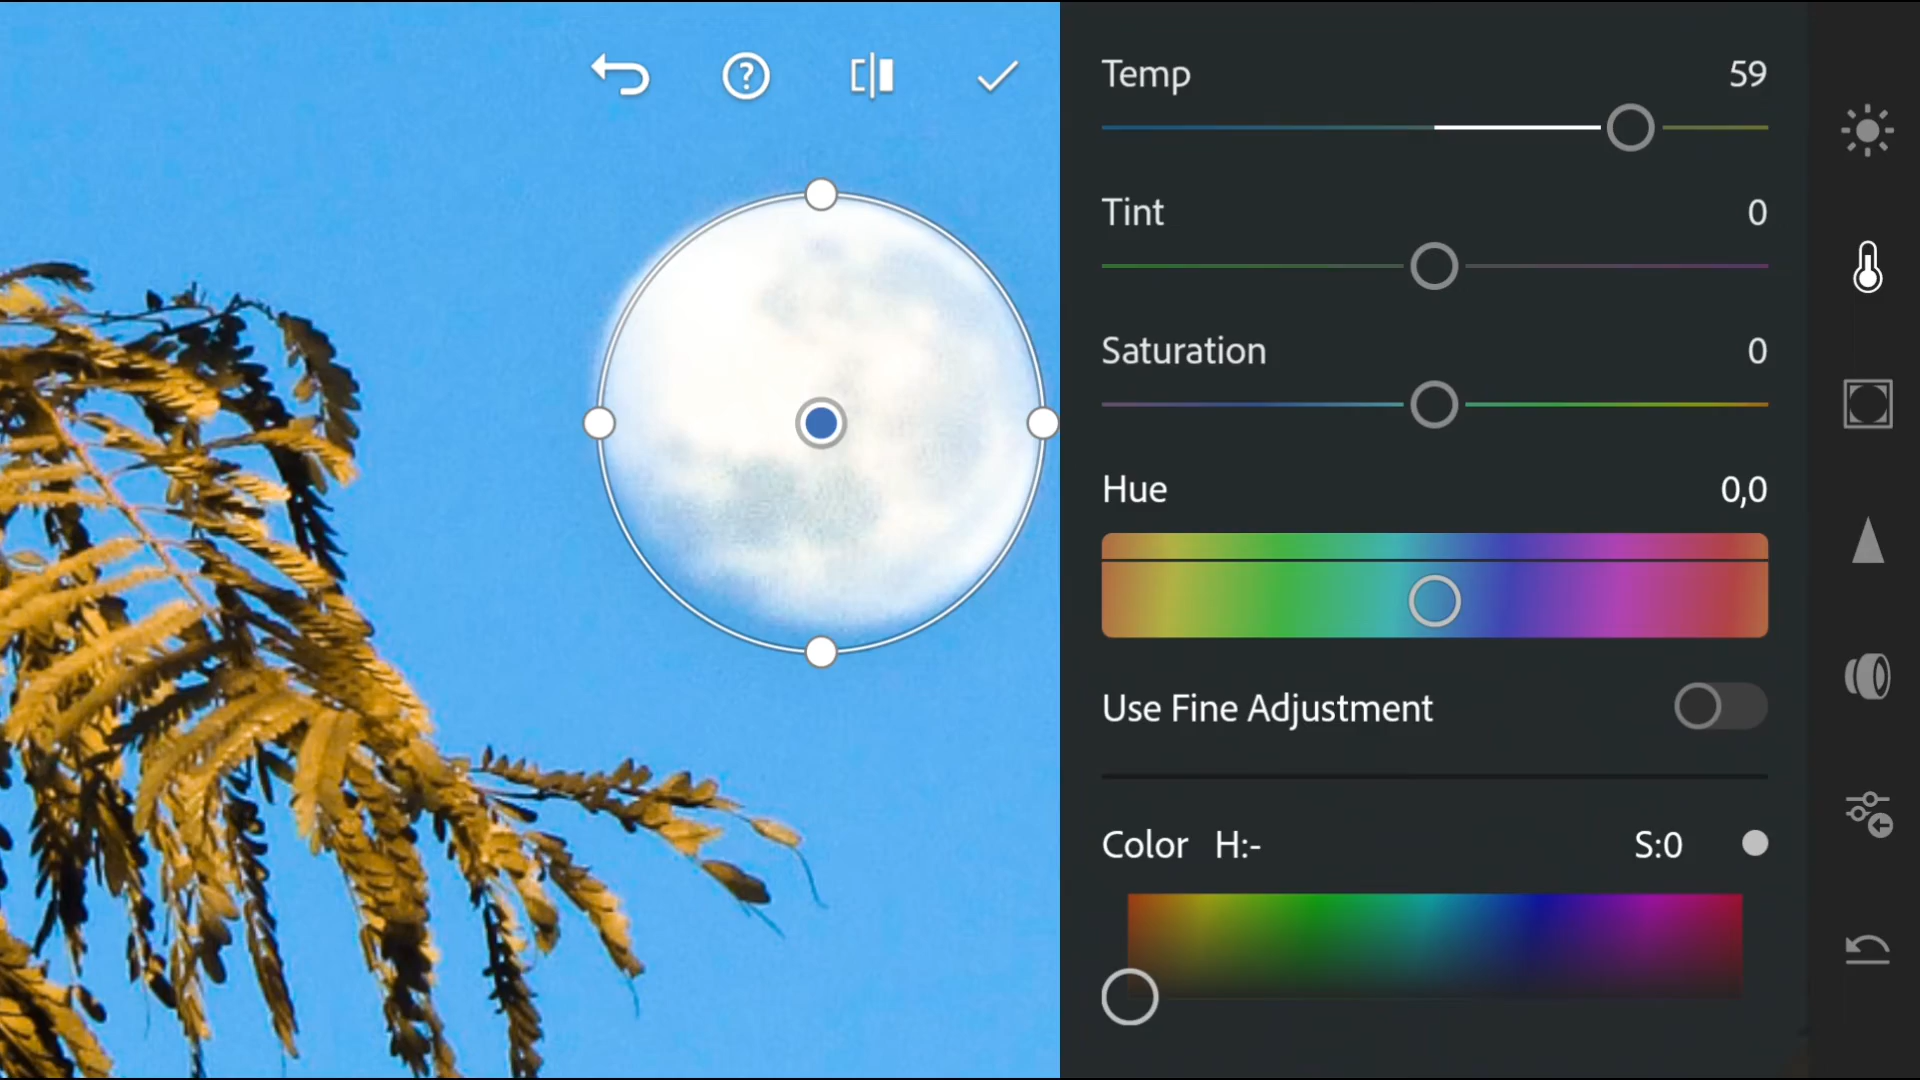 Temp 59
Tint 0
Saturation 0
Hue 0,0
Use Fine Adjustment
Color H:- S:0
?